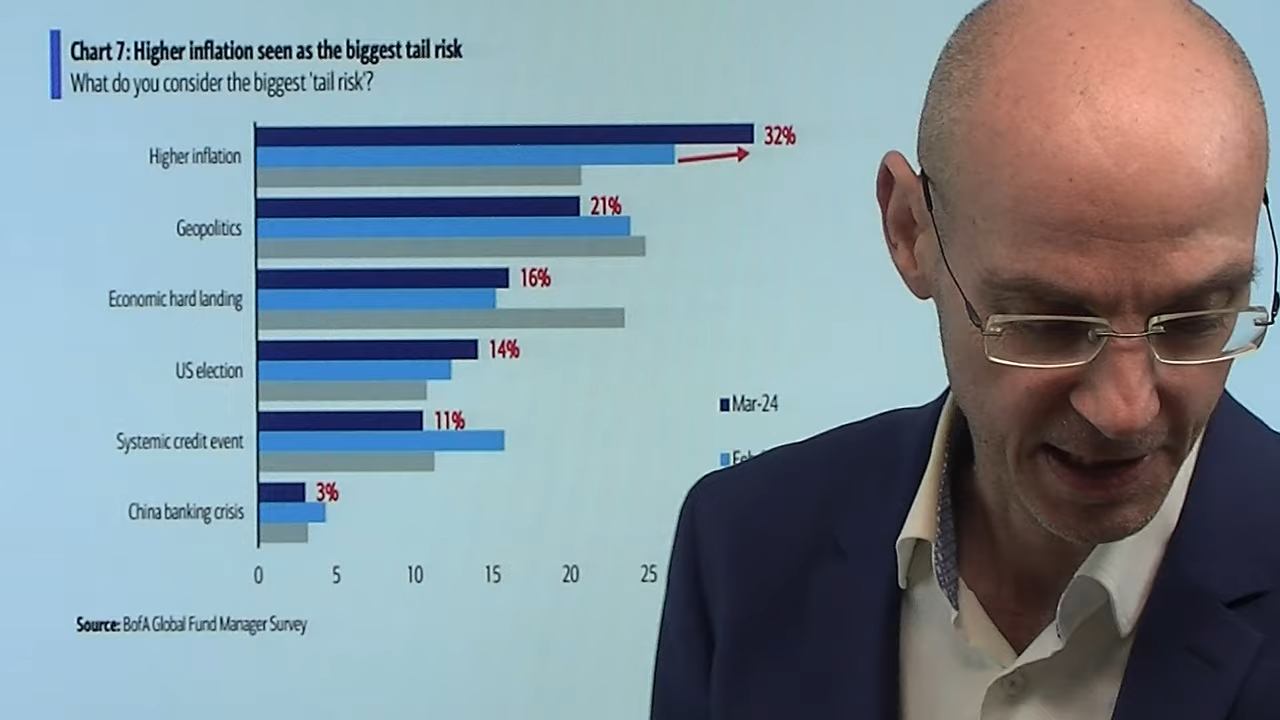 Chart 7: Higher inflation seen as the biggest tail risk
What do you consider the biggest 'tail risk'?
Higher inflation
32%
Geopolitics
21%
Economic hard landing
16%
US election
14%
Systemic credit event
11%
China banking crisis
3%
Mar-24
0 5 10 15 20 25
Source: BofA Global Fund Manager Survey